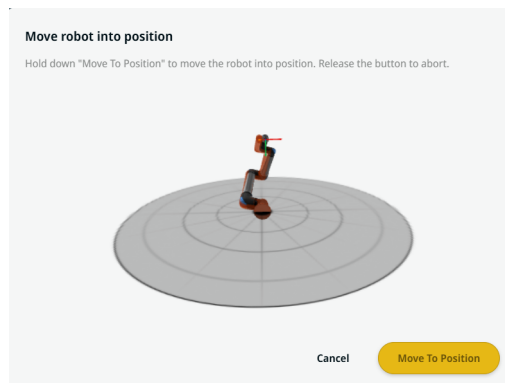 Move robot into position
Hold down "Move To Position" to move the robot into position. Release the button to abort.
Cancel
Move To Position